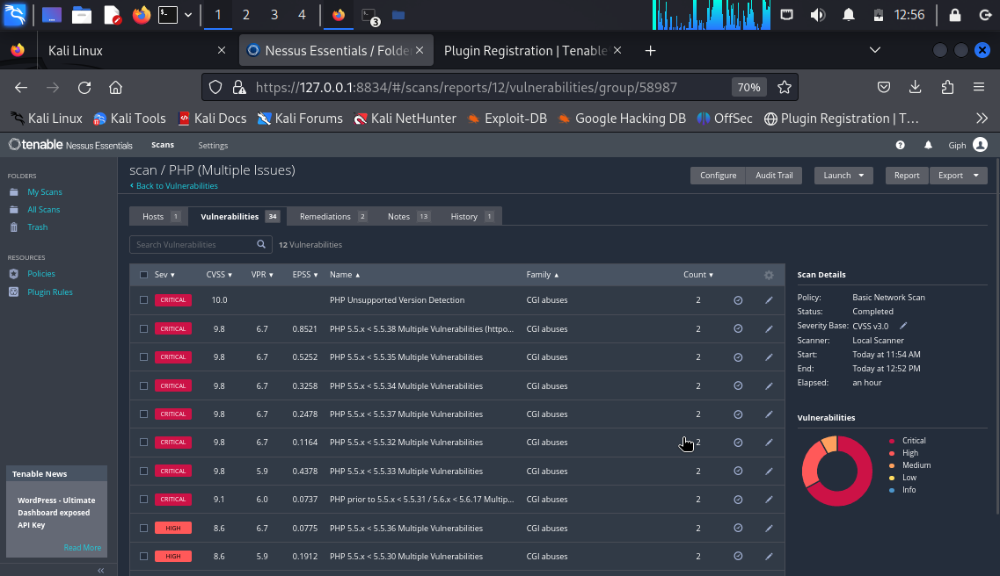 1 2 3 4 3 12:56
Kali Linux Nessus Essentials / Folde Plugin Registration | Tenable
https://127.0.0.1:8834/#/scans/reports/12/vulnerabilities/group/58987 70%
Kali Linux Kali Tools Kali Docs Kali Forums Kali NetHunter Exploit-DB Google Hacking DB OffSec Plugin Registration | T...
tenable Nessus Essentials Scans Settings Giph
FOLDERS
My Scans
All Scans
Trash
RESOURCES
Policies
Plugin Rules
Tenable News
WordPress - Ultimate
Dashboard exposed
API Key
Read More
scan / PHP (Multiple Issues)
Back to Vulnerabilities
Configure Audit Trail Launch Report Export
Hosts 1 Vulnerabilities 34 Remediations 2 Notes 13 History 1
Search Vulnerabilities 12 Vulnerabilities
Sev CVSS VPR EPSS Name Family Count
CRITICAL 10.0 PHP Unsupported Version Detection CGI abuses 2
CRITICAL 9.8 6.7 0.8521 PHP 5.5.x < 5.5.38 Multiple Vulnerabilities (httpo... CGI abuses 2
CRITICAL 9.8 6.7 0.5252 PHP 5.5.x < 5.5.35 Multiple Vulnerabilities CGI abuses 2
CRITICAL 9.8 6.7 0.3258 PHP 5.5.x < 5.5.34 Multiple Vulnerabilities CGI abuses 2
CRITICAL 9.8 6.7 0.2478 PHP 5.5.x < 5.5.37 Multiple Vulnerabilities CGI abuses 2
CRITICAL 9.8 6.7 0.1164 PHP 5.5.x < 5.5.32 Multiple Vulnerabilities CGI abuses 2
CRITICAL 9.8 5.9 0.4378 PHP 5.5.x < 5.5.33 Multiple Vulnerabilities CGI abuses 2
CRITICAL 9.1 6.0 0.0737 PHP prior to 5.5.x < 5.5.31 / 5.6.x < 5.6.17 Multip... CGI abuses 2
HIGH 8.6 6.7 0.0775 PHP 5.5.x < 5.5.36 Multiple Vulnerabilities CGI abuses 2
HIGH 8.6 5.9 0.1912 PHP 5.5.x < 5.5.30 Multiple Vulnerabilities CGI abuses 2
Scan Details
Policy: Basic Network Scan
Status: Completed
Severity Base: CVSS v3.0
Scanner: Local Scanner
Start: Today at 11:54 AM
End: Today at 12:52 PM
Elapsed: an hour
Vulnerabilities
Critical
High
Medium
Low
Info